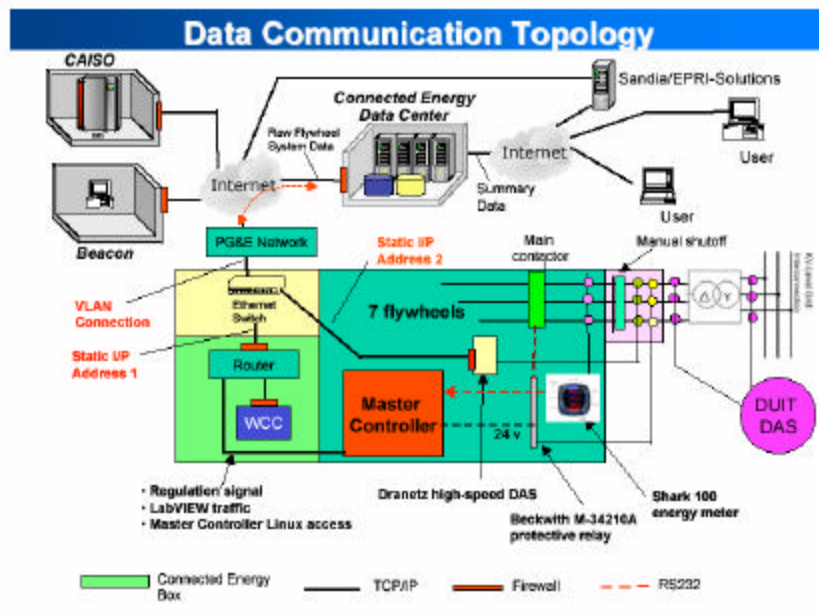 Data Communication Topology
CAISO
Connected Energy
Data Center
Sandia/EPRI-Solutions
Raw Flywheel
System Data
Internet
Internet
User
Summary
Data
User
Beacon
PG&E Network
Static I/P
Address 2
Main
contactor
Manual shutoff
VLAN
Connection
Ethernet
Switch
7 flywheels
Static I/P
Address 1
Router
WCC
Master
Controller
24 v
DUIT
DAS
• Regulation signal
• LabVIEW traffic
• Master Controller Linux access
Dranetz high-speed DAS
Beckwith M-34210A
protective relay
Shark 100
energy meter
Connected Energy
Box
TCP/IP
Firewall
RS232